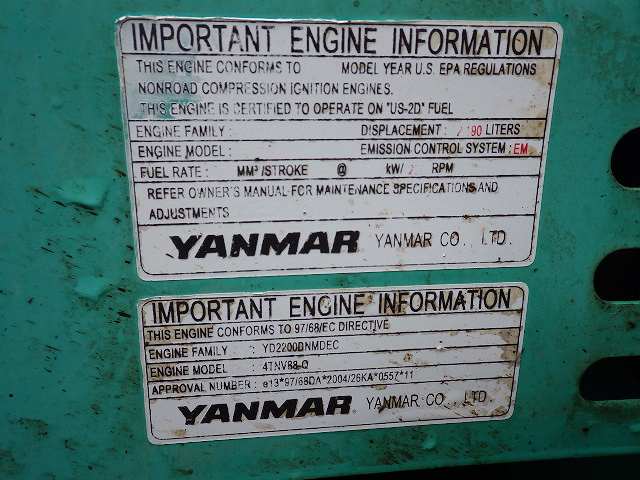 IMPORTANT ENGINE INFORMATION
THIS ENGINE CONFORMS TO MODEL YEAR U.S. EPA REGULATIONS
NONROAD COMPRESSION IGNITION ENGINES.
THIS ENGINE IS CERTIFIED TO OPERATE ON "US-2D" FUEL
ENGINE FAMILY : DISPLACEMENT : 190 LITERS
ENGINE MODEL: EMISSION CONTROL SYSTEM : EM
FUEL RATE: MM³/STROKE @ kW/ RPM
REFER OWNER'S MANUAL FOR MAINTENANCE SPECIFICATIONS AND
ADJUSTMENTS
YANMAR YANMAR CO., LTD.
IMPORTANT ENGINE INFORMATION
THIS ENGINE CONFORMS TO 97/68/EC DIRECTIVE
ENGINE FAMILY : YD2200DNMDEC
ENGINE MODEL : 4TNV88-
APPROVAL NUMBER : e13*97/68DA*2004/26KA*0557*11
YANMAR YANMAR CO., LTD.